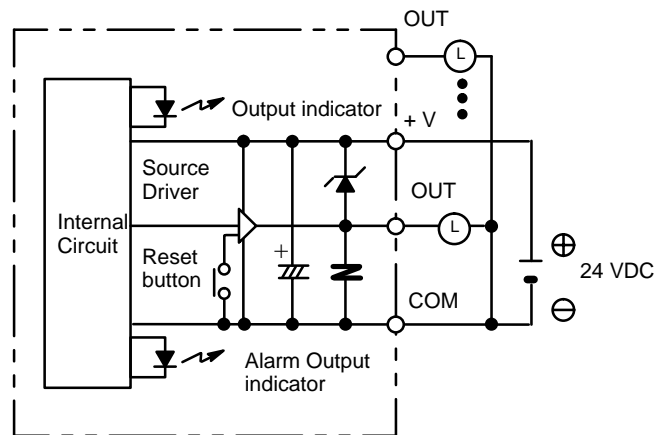 OUT
L
Output indicator
+ V
Source
Driver
OUT
Internal
Circuit
L
Reset
button
+
24 VDC
COM
Alarm Output
indicator